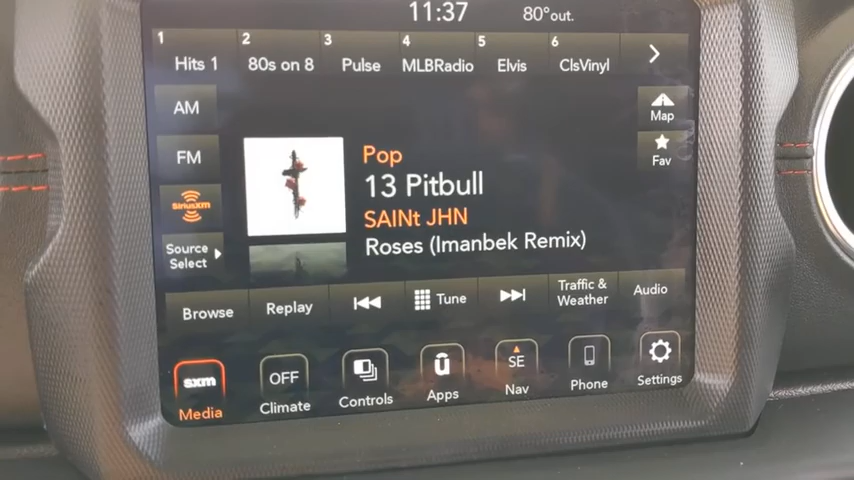 11:37 80°out.
1 2 3 4 5 6
Hits 1 80s on 8 Pulse MLBRadio Elvis ClsVinyl
AM
Map
FM
Fav
Pop
13 Pitbull
SiriusXM
SAINt JHN
Roses (Imanbek Remix)
Source
Select
Browse Replay Tune
Traffic &
Weather
Audio
sxm OFF û SE
Media Climate Controls Apps Nav Phone Settings